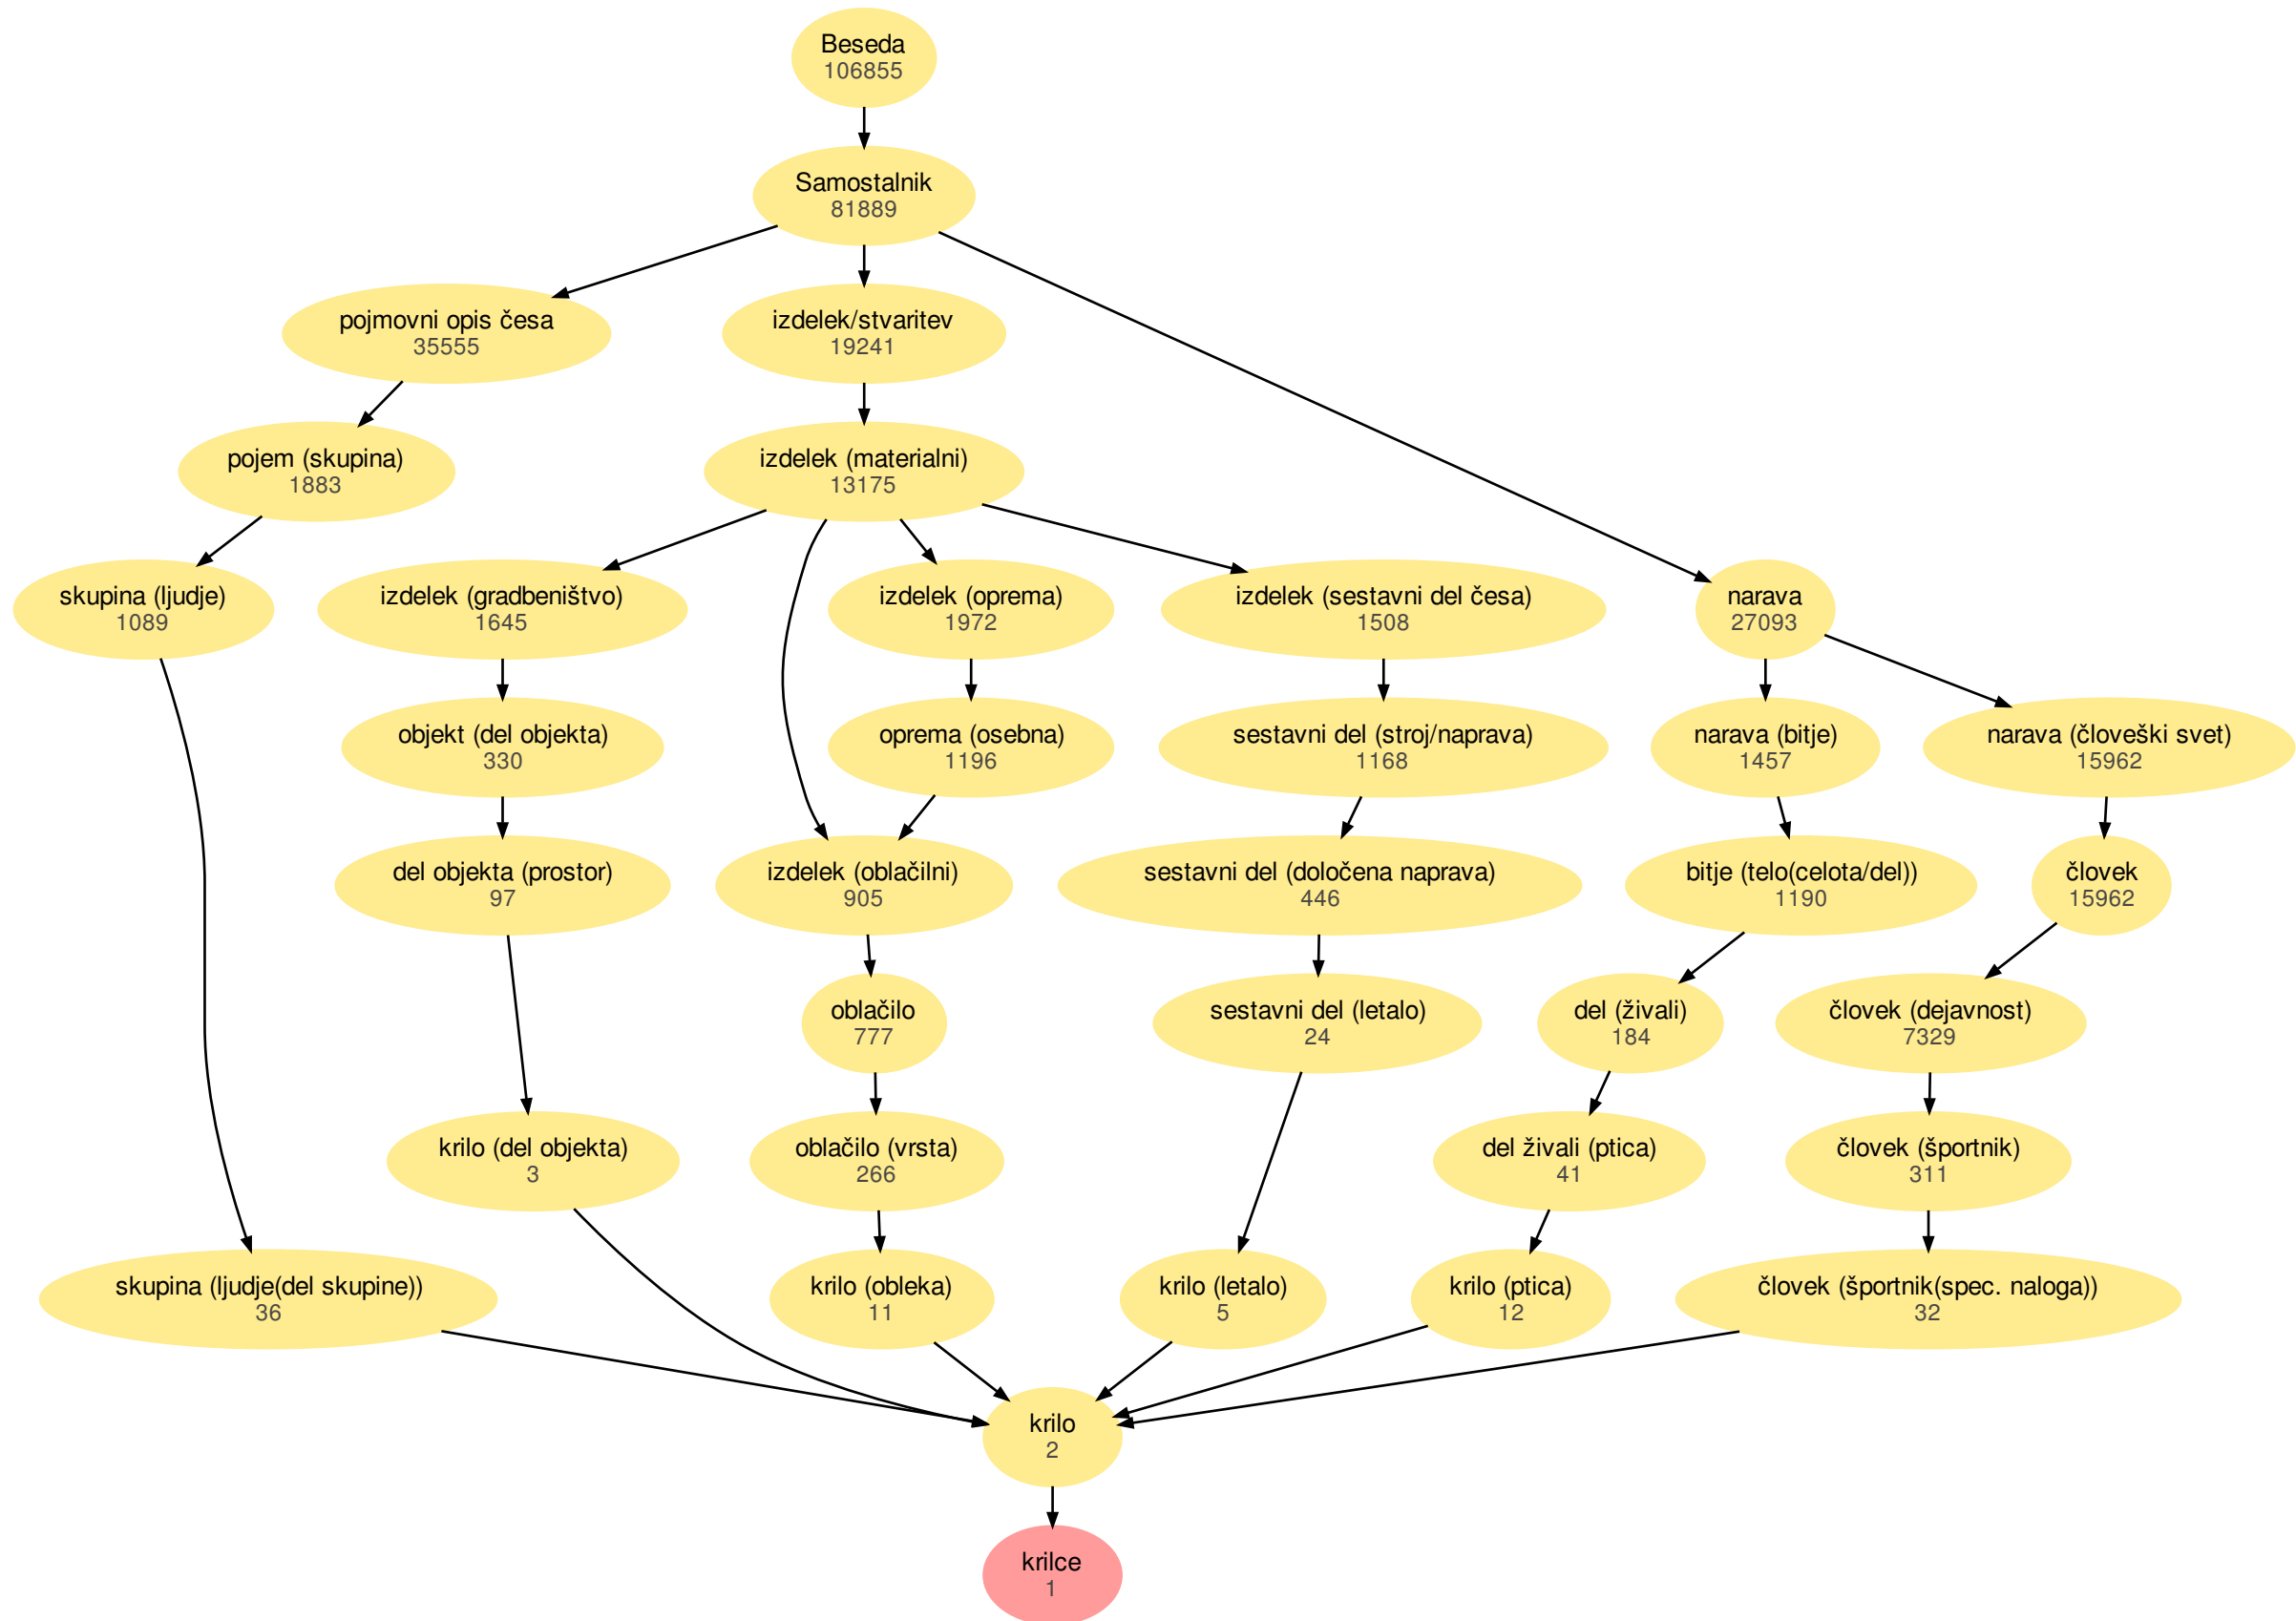 Beseda
106855
Samostalnik
81889
pojmovni opis česa
35555
izdelek/stvaritev
19241
pojem (skupina)
1883
izdelek (materialni)
13175
skupina (ljudje)
1089
izdelek (gradbeništvo)
1645
izdelek (oprema)
1972
izdelek (sestavni del česa)
1508
narava
27093
objekt (del objekta)
330
oprema (osebna)
1196
sestavni del (stroj/naprava)
1168
narava (bitje)
1457
narava (človeški svet)
15962
del objekta (prostor)
97
izdelek (oblačilni)
905
sestavni del (določena naprava)
446
bitje (telo(celota/del))
1190
človek
15962
oblačilo
777
sestavni del (letalo)
24
del (živali)
184
človek (dejavnost)
7329
krilo (del objekta)
3
oblačilo (vrsta)
266
del živali (ptica)
41
človek (športnik)
311
skupina (ljudje(del skupine))
36
krilo (obleka)
11
krilo (letalo)
5
krilo (ptica)
12
človek (športnik(spec. naloga))
32
krilo
2
krilce
1